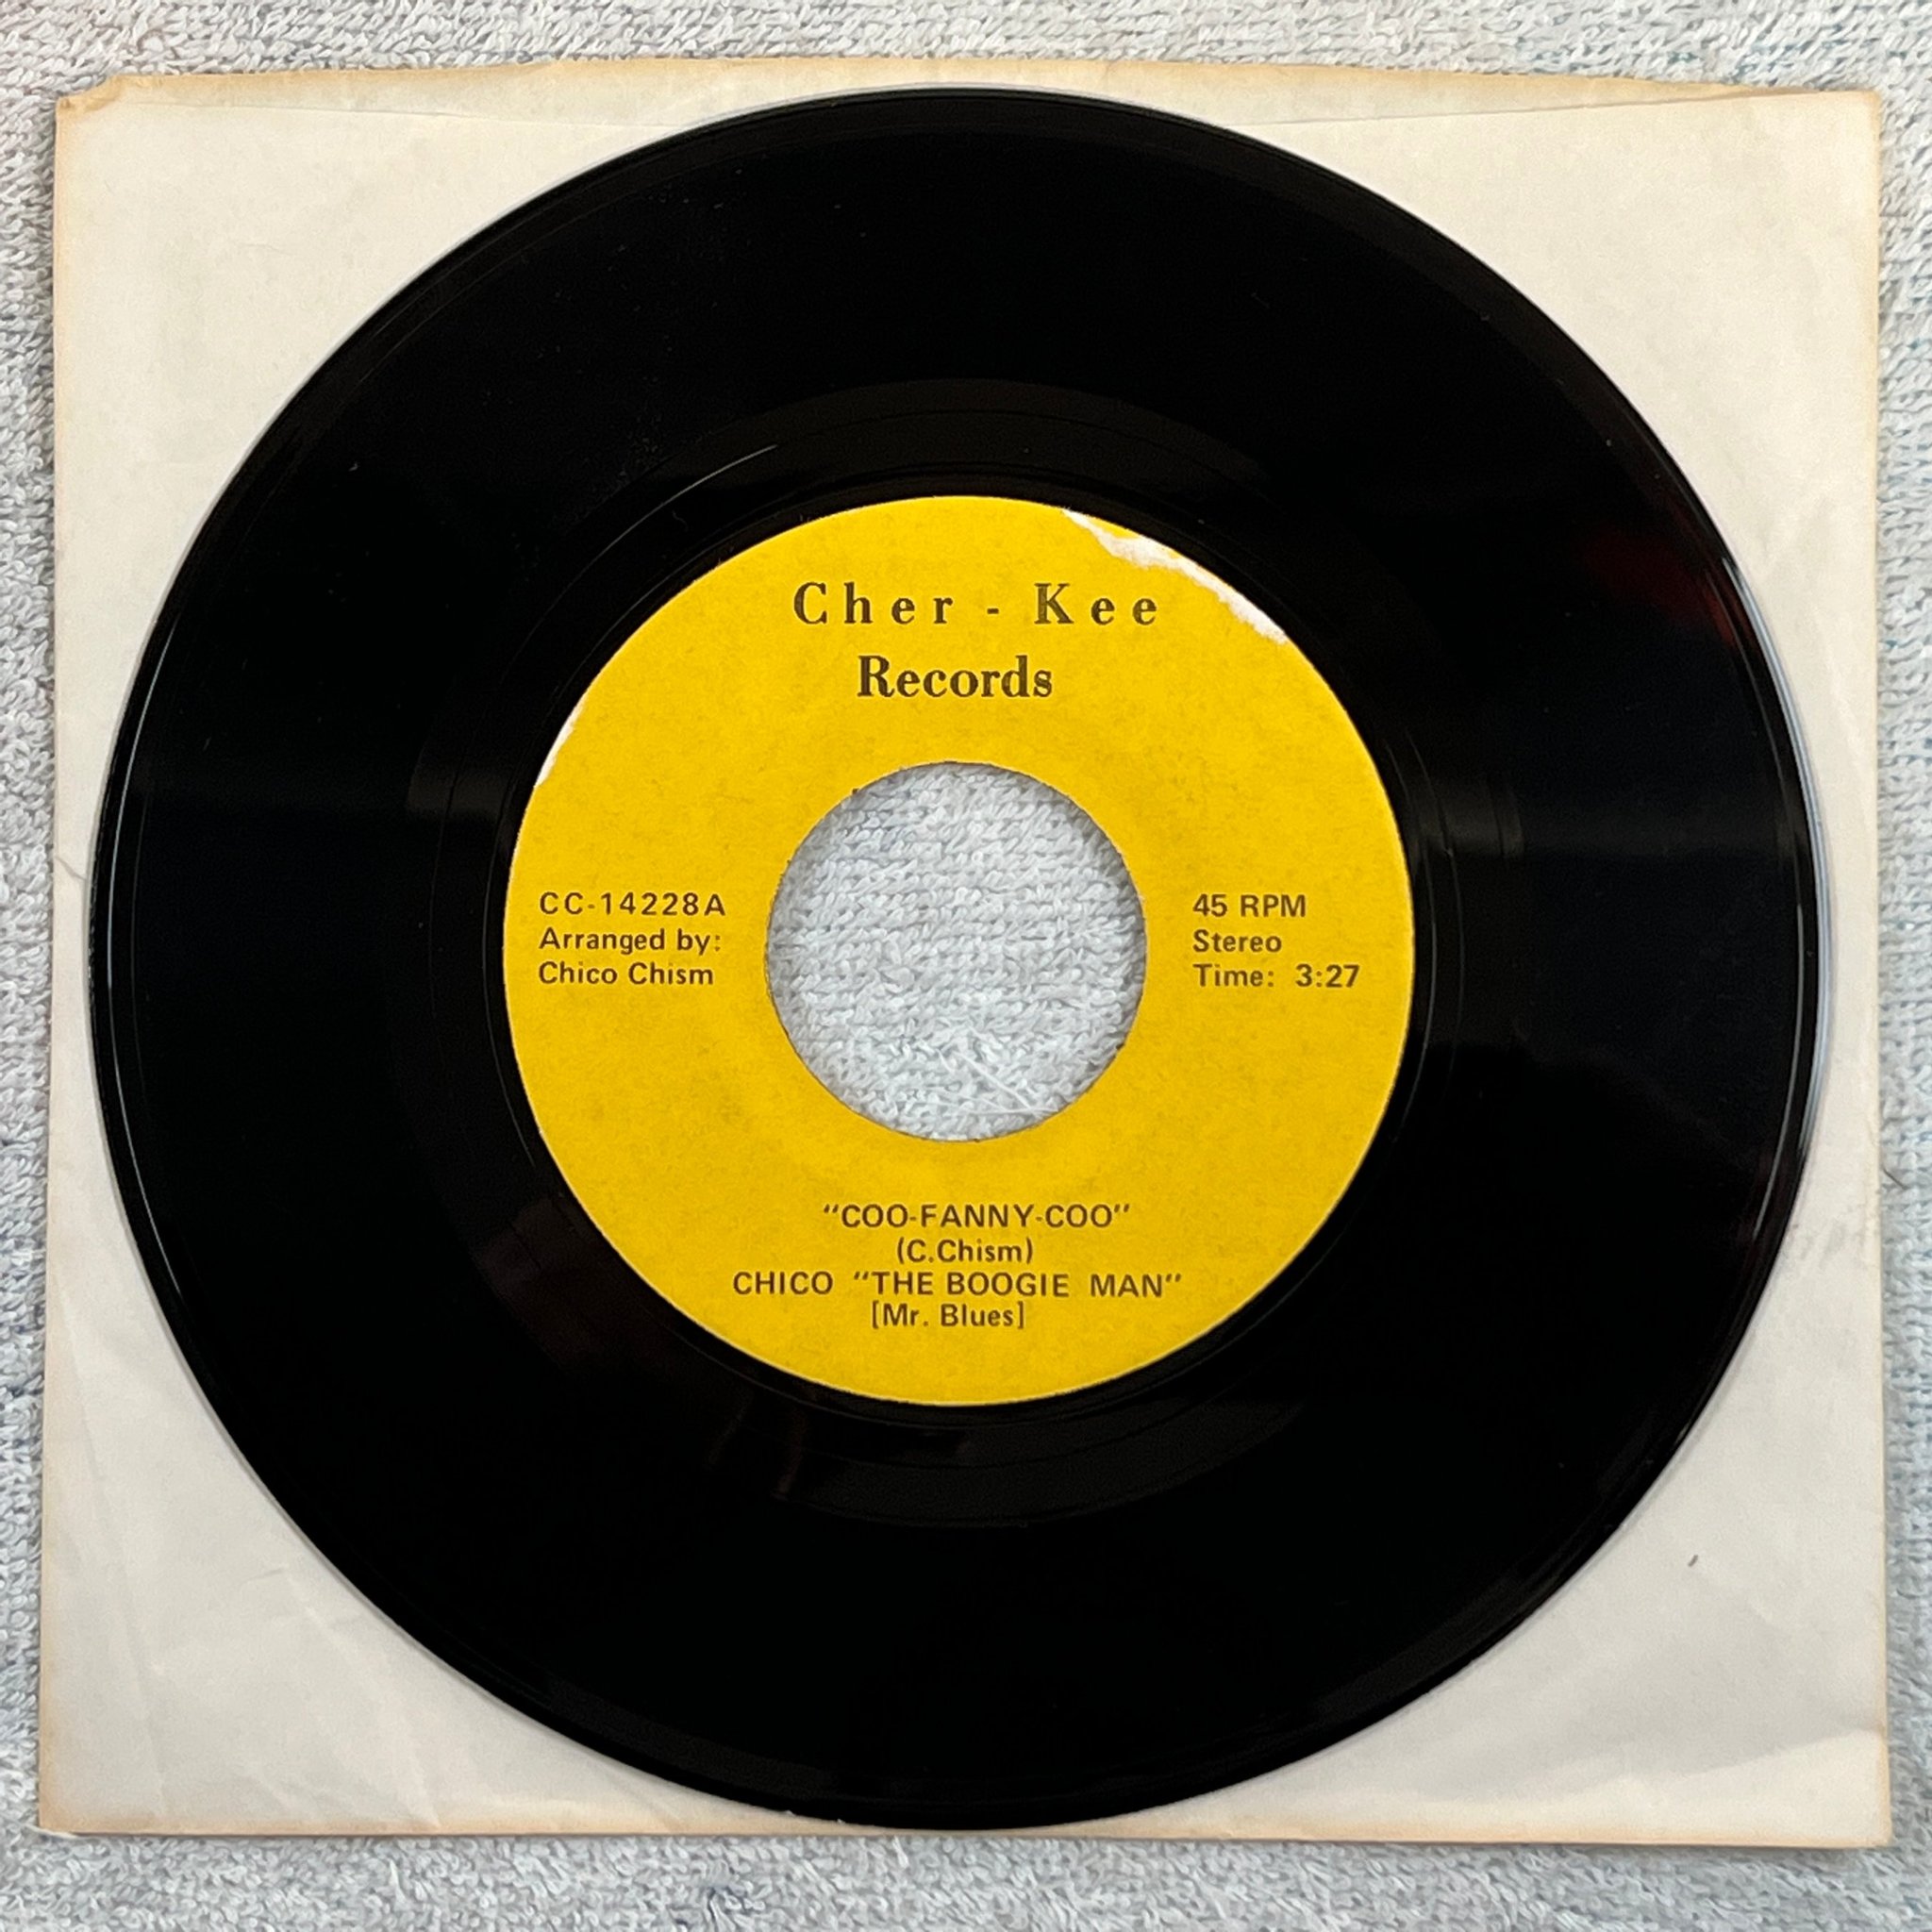 Cher - Kee
Records
CC-14228A
Arranged by:
Chico Chism
45 RPM
Stereo
Time: 3:27
"COO-FANNY-COO"
(C.Chism)
CHICO "THE BOOGIE MAN"
[Mr. Blues]